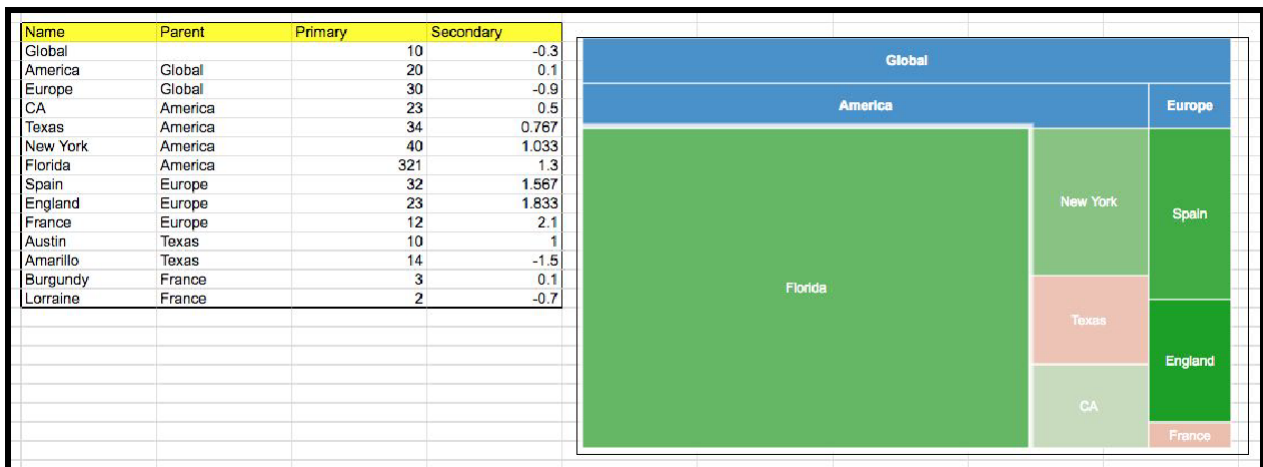 Name Parent Primary Secondary
Global 10 -0.3
America Global 20 0.1
Europe Global 30 -0.9
CA America 23 0.5
Texas America 34 0.767
New York America 40 1.033
Florida America 321 1.3
Spain Europe 32 1.567
England Europe 23 1.833
France Europe 12 2.1
Austin Texas 10 1
Amarillo Texas 14 -1.5
Burgundy France 3 0.1
Lorraine France 2 -0.7
Global
America Europe
Florida
New York
Texas
CA
Spain
England
France